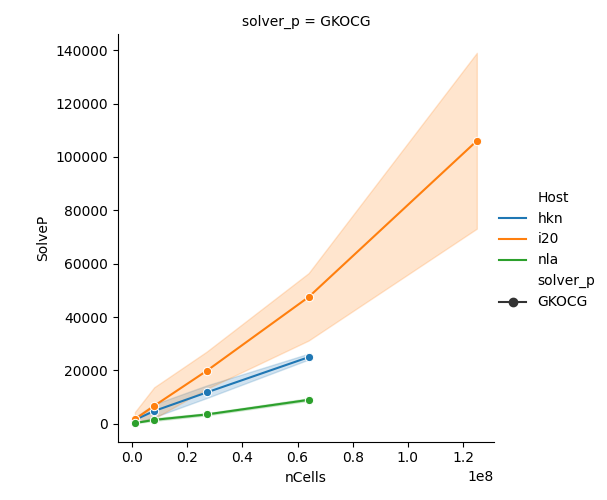 solver_p = GKOCG
140000
120000
100000
80000
60000
40000
20000
0
SolveP
0.0 0.2 0.4 0.6 0.8 1.0 1.2
1e8
nCells
Host
hkn
i20
nla
solver_p
GKOCG